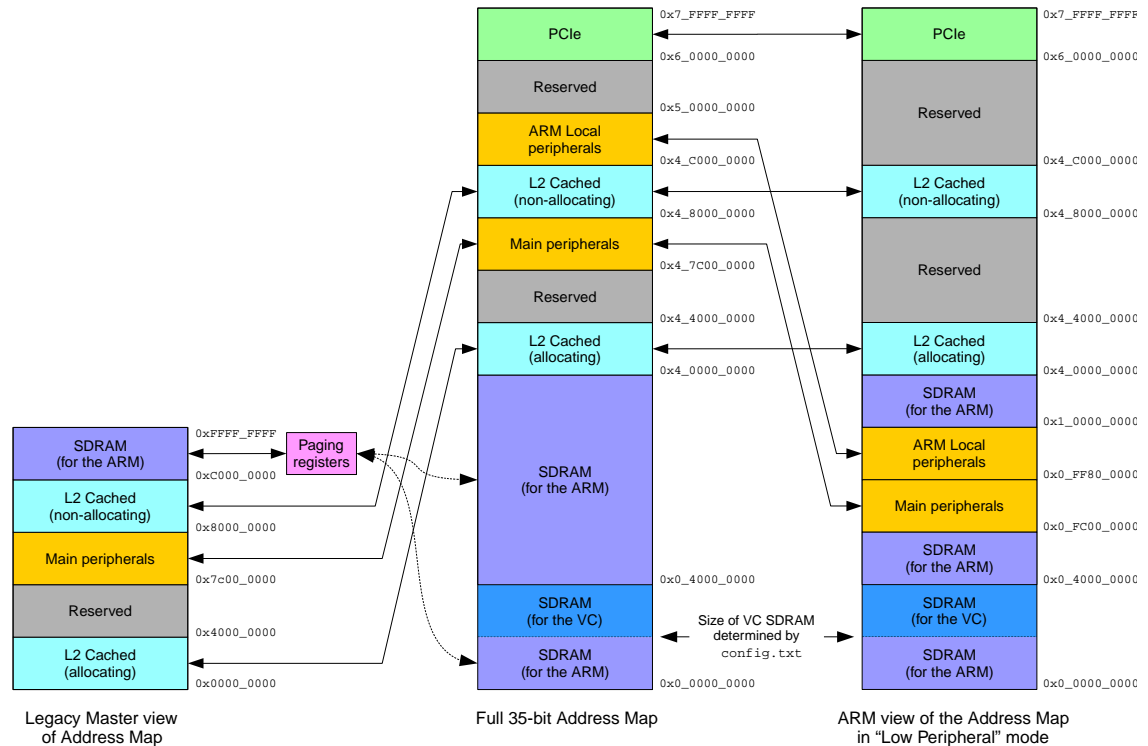 0xFFFF_FFFF
SDRAM
(for the ARM)
0xC000_0000
L2 Cached
(non-allocating)
0x8000_0000
Main peripherals
0x7c00_0000
Reserved
0x4000_0000
L2 Cached
(allocating)
0x0000_0000
Legacy Master view
of Address Map
Paging
registers
0x7_FFFF_FFFF
PCIe
0x6_0000_0000
Reserved
0x5_0000_0000
ARM Local
peripherals
0x4_C000_0000
L2 Cached
(non-allocating)
0x4_8000_0000
Main peripherals
0x4_7C00_0000
Reserved
0x4_4000_0000
L2 Cached
(allocating)
0x4_0000_0000
SDRAM
(for the ARM)
0x0_4000_0000
SDRAM
(for the VC)
SDRAM
(for the ARM)
0x0_0000_0000
Full 35-bit Address Map
Size of VC SDRAM
determined by
config.txt
0x7_FFFF_FFFF
PCIe
0x6_0000_0000
Reserved
0x4_C000_0000
L2 Cached
(non-allocating)
0x4_8000_0000
Reserved
0x4_4000_0000
L2 Cached
(allocating)
0x4_0000_0000
SDRAM
(for the ARM)
0x1_0000_0000
ARM Local
peripherals
0x0_FF80_0000
Main peripherals
0x0_FC00_0000
SDRAM
(for the ARM)
0x0_4000_0000
SDRAM
(for the VC)
SDRAM
(for the ARM)
0x0_0000_0000
ARM view of the Address Map
in “Low Peripheral” mode